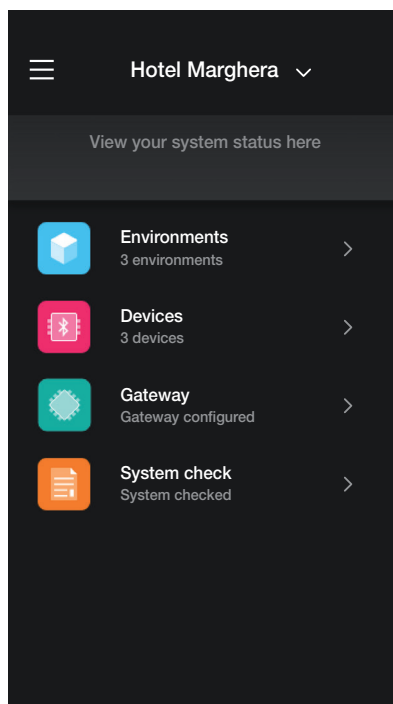 Hotel Marghera
View your system status here
Environments
3 environments
Devices
3 devices
Gateway
Gateway configured
System check
System checked